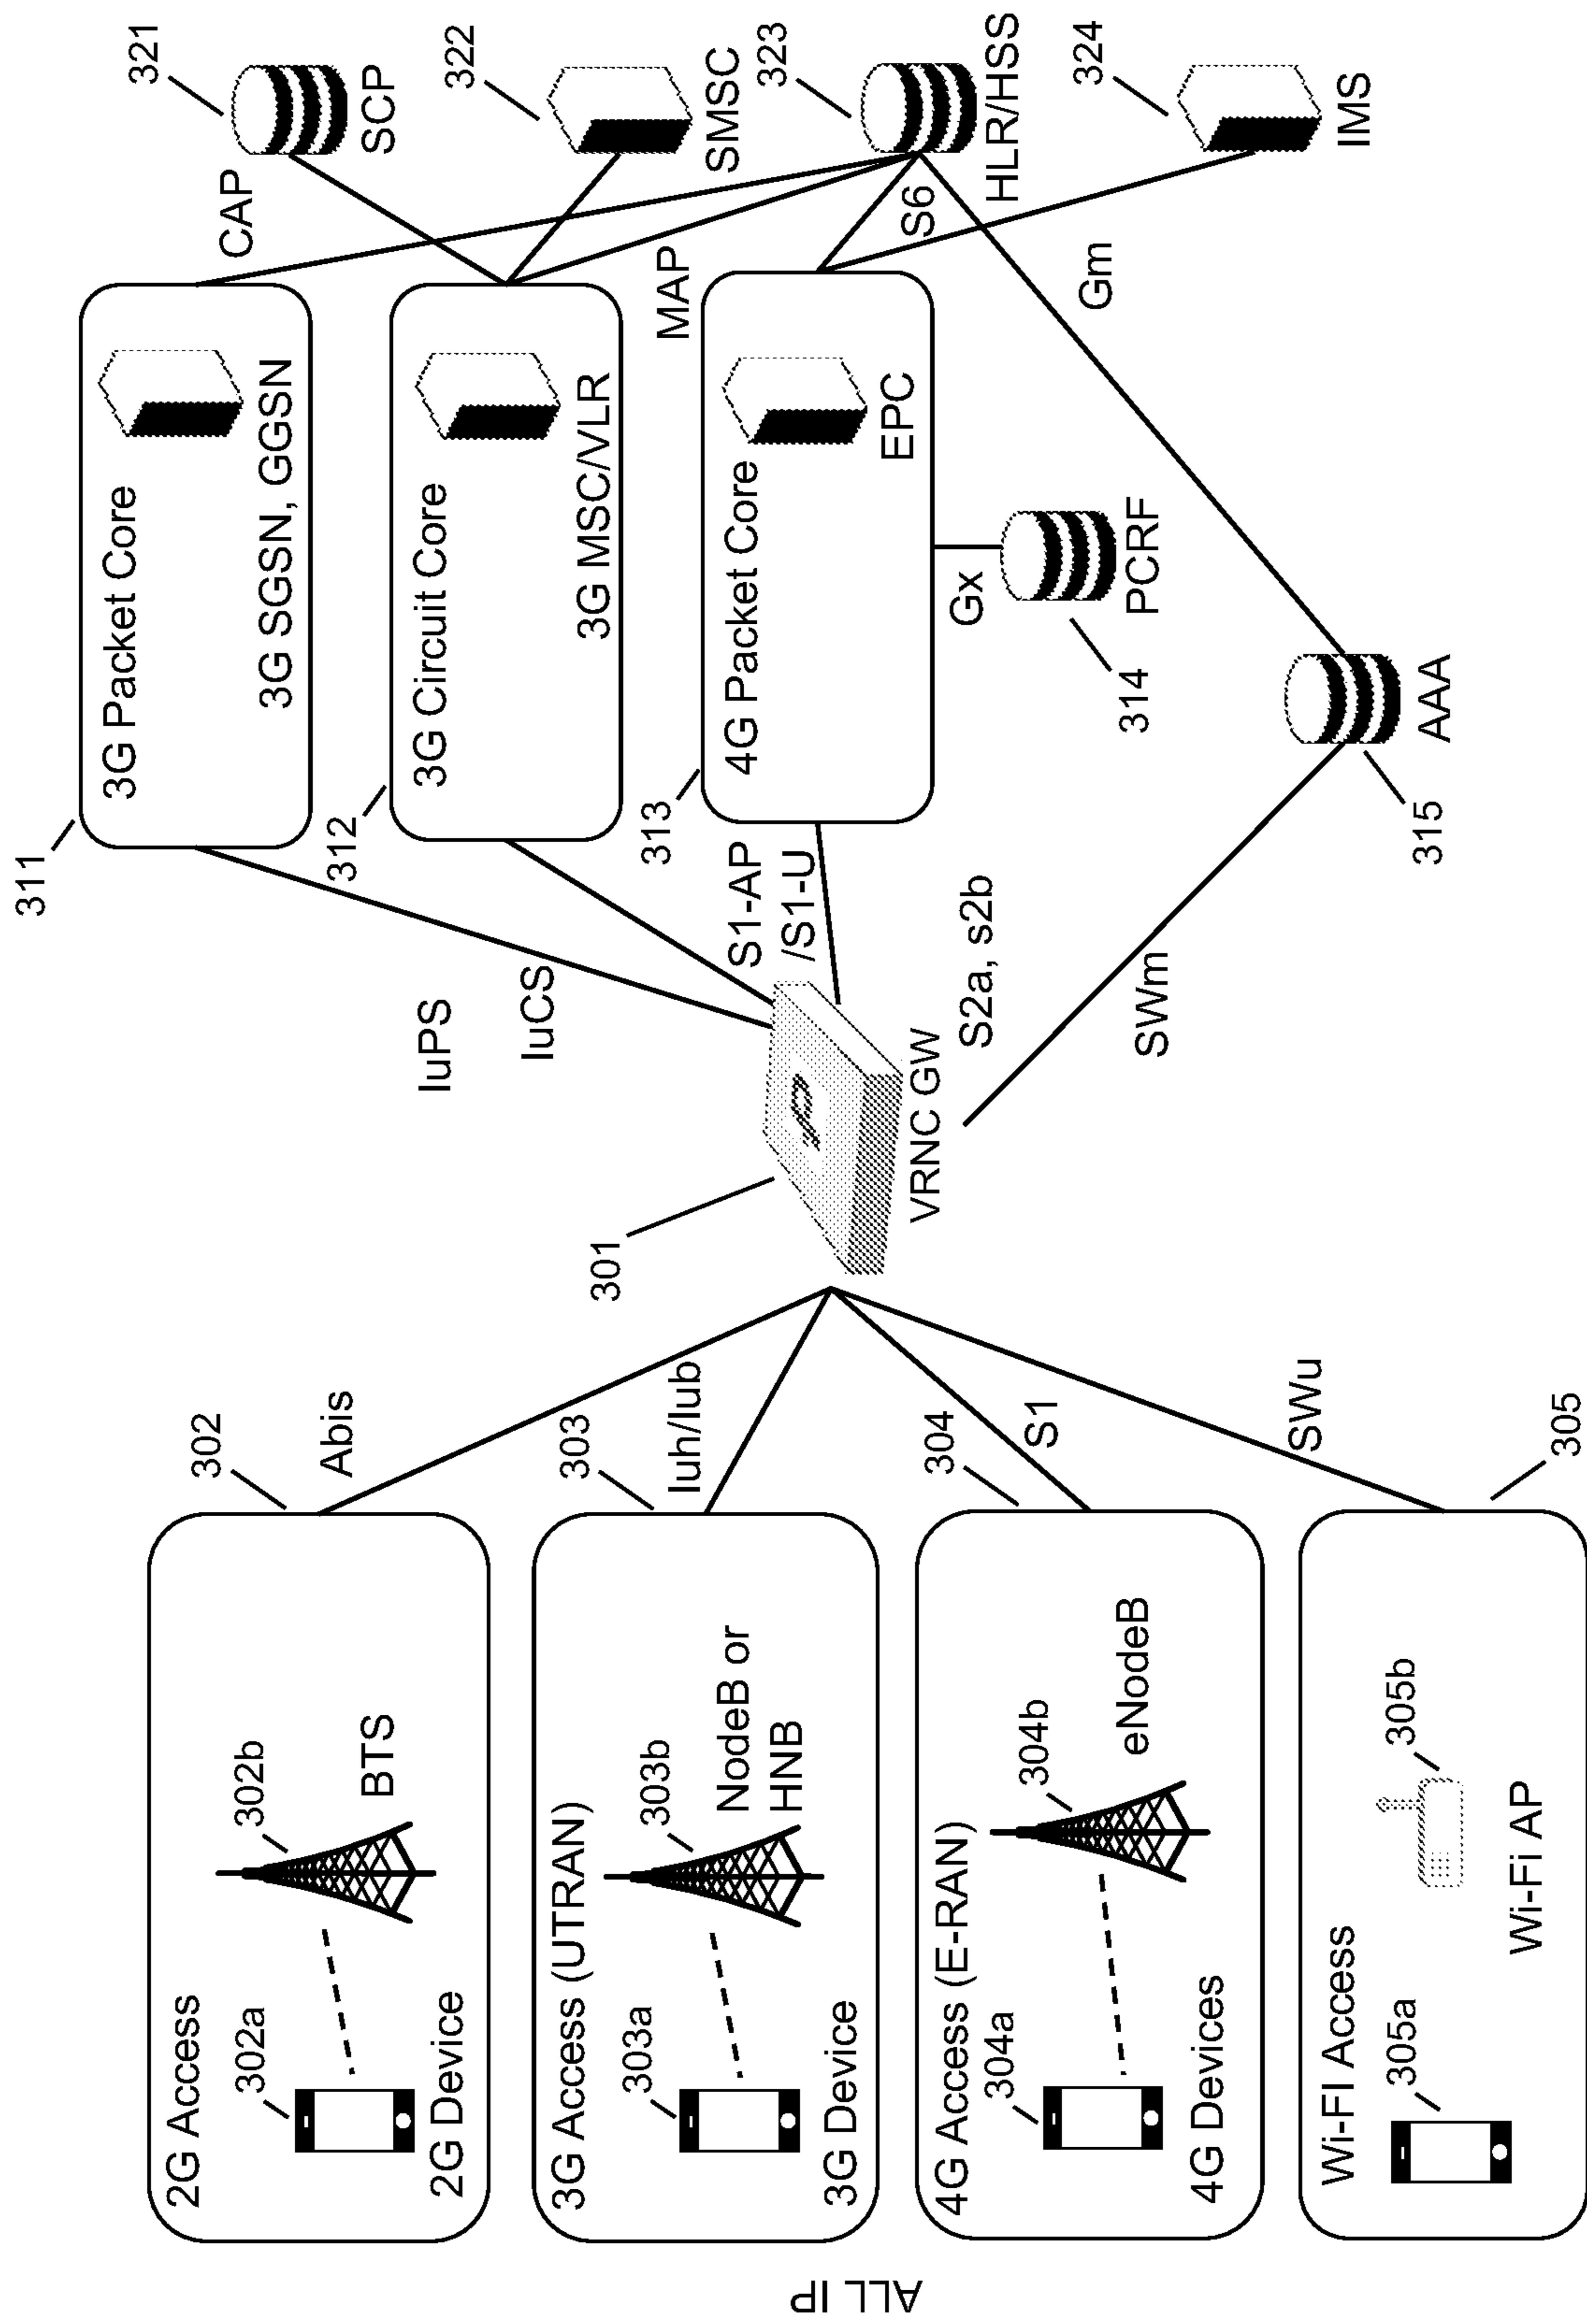 ALL IP
2G Access
302a
2G Device
302b
BTS
302
Abis
3G Access (UTRAN)
303a
3G Device
303b
NodeB or
HNB
303
Iuh/Iub
4G Access (E-RAN)
304a
4G Devices
304b
eNodeB
304
S1
Wi-FI Access
305a
305b
Wi-Fi AP
305
SWu
301
VRNC GW
IuPS
IuCS
S1-AP
/S1-U
S2a, s2b
SWm
311
3G Packet Core
3G SGSN, GGSN
312
3G Circuit Core
3G MSC/VLR
313
4G Packet Core
EPC
Gx
314
PCRF
315
AAA
CAP
MAP
S6
Gm
321
SCP
322
SMSC
323
HLR/HSS
324
IMS